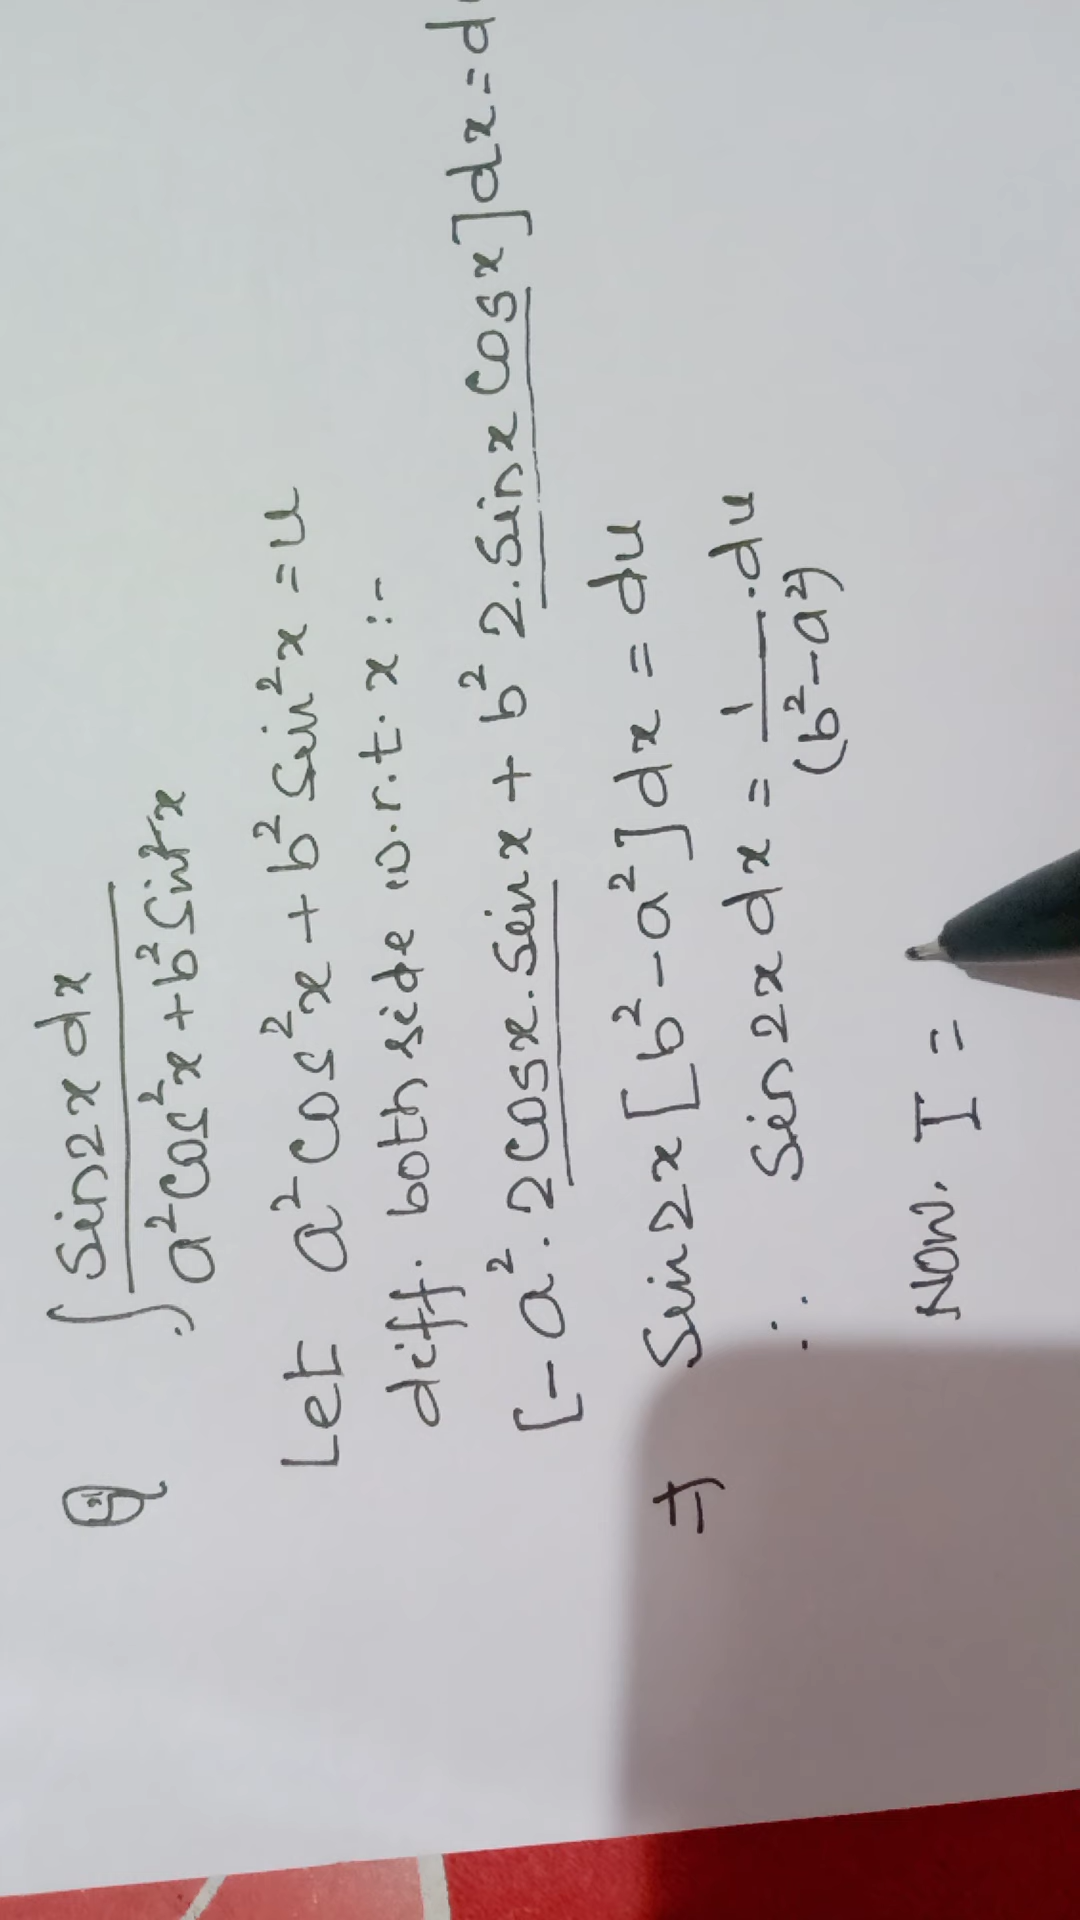 Q ∫ sin2x dx / a²cos²x + b²sin²x
Let a²cos²x + b²sin²x = u
diff. both side w.r.t. x :-
[-a². 2cosx. sinx + b² 2. sinx cosx] dx = d
⇒ sin2x [b² - a²] dx = du
∴ sin2x dx = 1/(b² - a²) . du
Now. I =